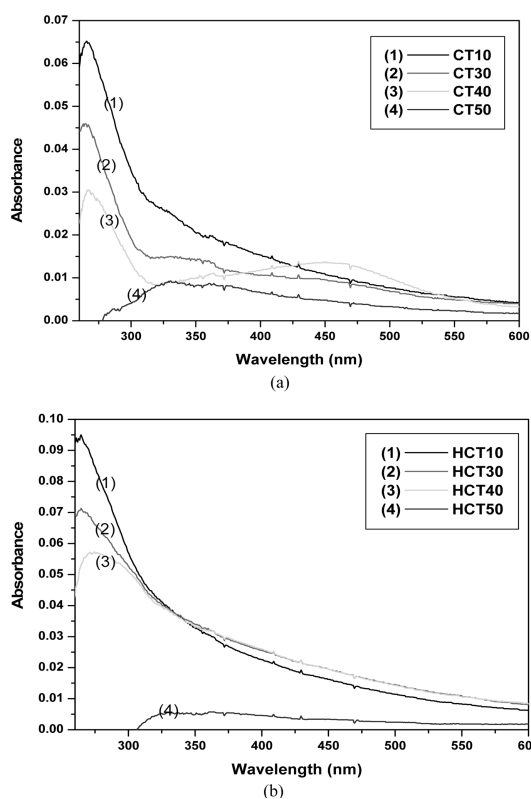 (a)
0.07
0.06
0.05
0.04
0.03
0.02
0.01
0.00
Absorbance
(1) CT10
(2) CT30
(3) CT40
(4) CT50
(1)
(2)
(3)
(4)
300 350 400 450 500 550 600
Wavelength (nm)
(a)
0.10
0.09
0.08
0.07
0.06
0.05
0.04
0.03
0.02
0.01
0.00
Absorbance
(1) HCT10
(2) HCT30
(3) HCT40
(4) HCT50
(1)
(2)
(3)
(4)
300 350 400 450 500 550 600
Wavelength (nm)
(b)